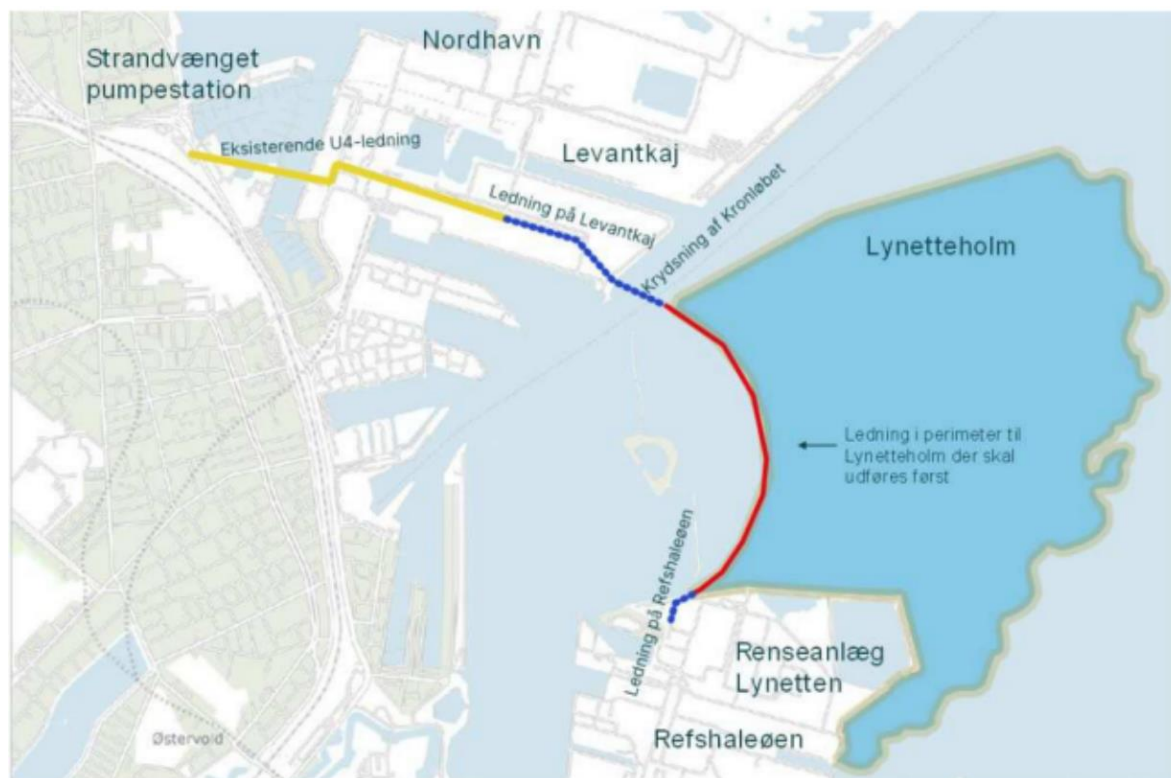 Nordhavn
Strandvænget
pumpestation
Eksisterende U4-ledning
Levantkaj
Ledning på Levantkaj
Krydsning af Kronløbet
Lynetteholm
Ledning i perimeter til
Lynetteholm der skal
udføres først
Ledning på Refshaleøen
Renseanlæg
Lynetten
Refshaleøen
Østervold